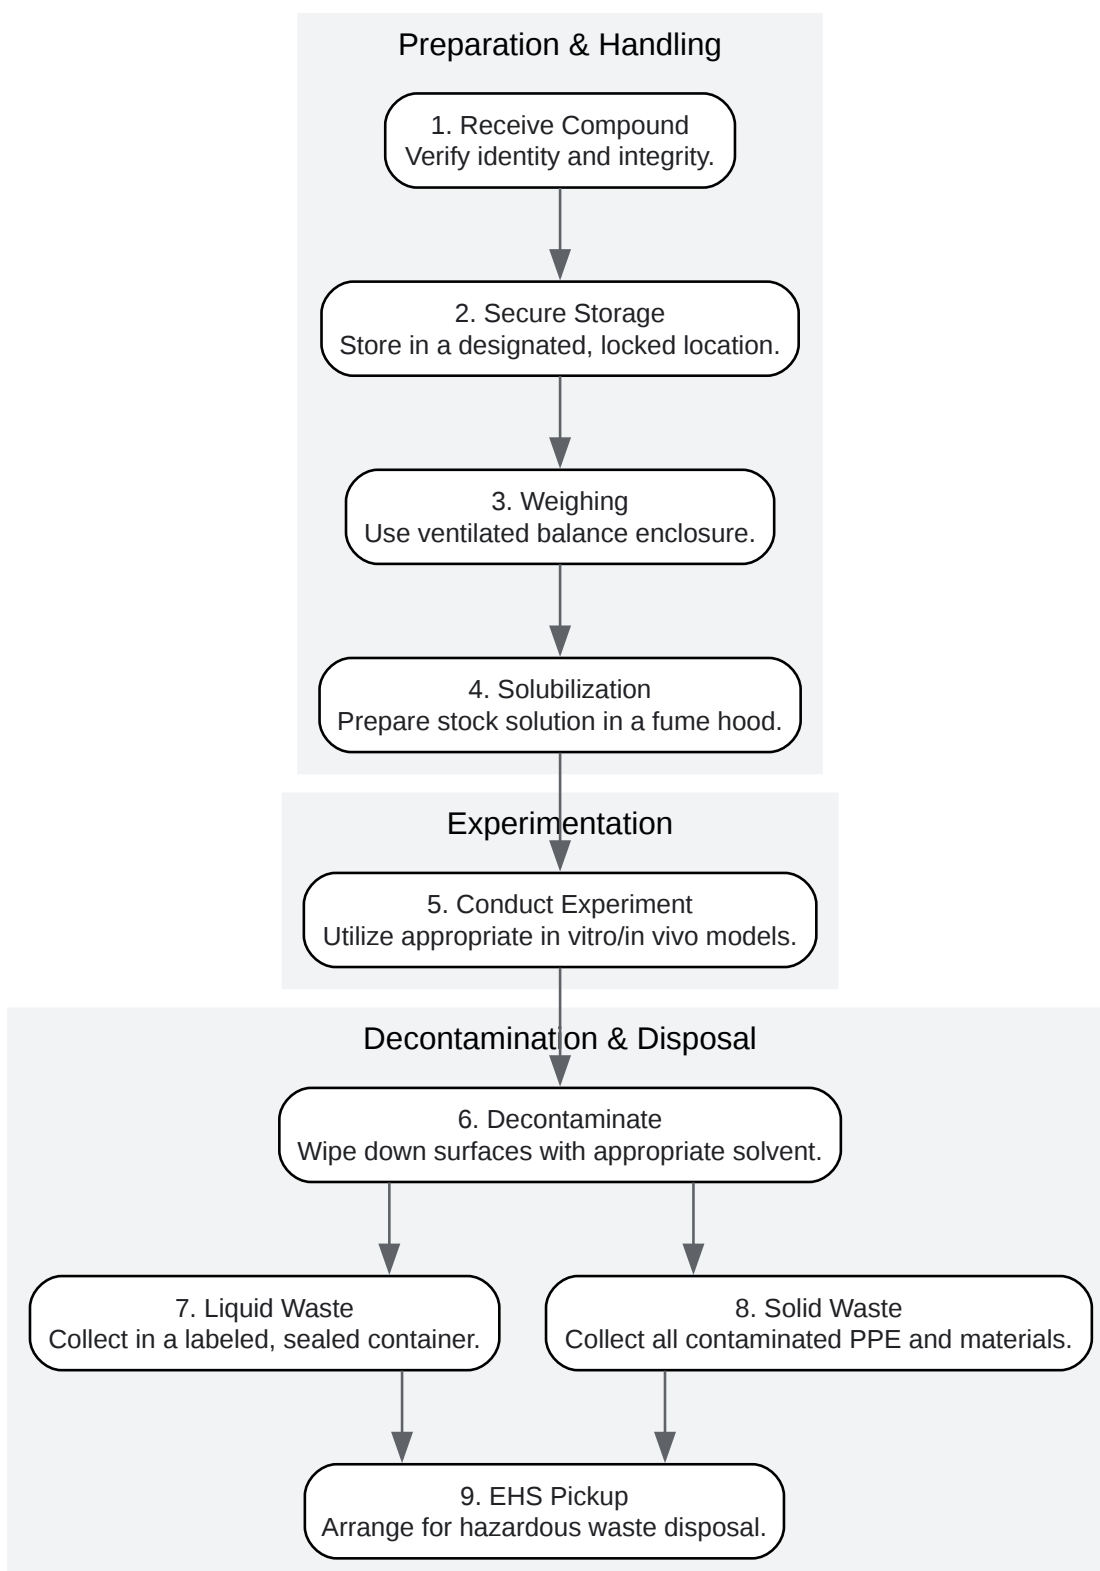 Preparation & Handling
1. Receive Compound
Verify identity and integrity.
2. Secure Storage
Store in a designated, locked location.
3. Weighing
Use ventilated balance enclosure.
4. Solubilization
Prepare stock solution in a fume hood.
Experimentation
5. Conduct Experiment
Utilize appropriate in vitro/in vivo models.
Decontamination & Disposal
6. Decontaminate
Wipe down surfaces with appropriate solvent.
7. Liquid Waste
Collect in a labeled, sealed container.
8. Solid Waste
Collect all contaminated PPE and materials.
9. EHS Pickup
Arrange for hazardous waste disposal.